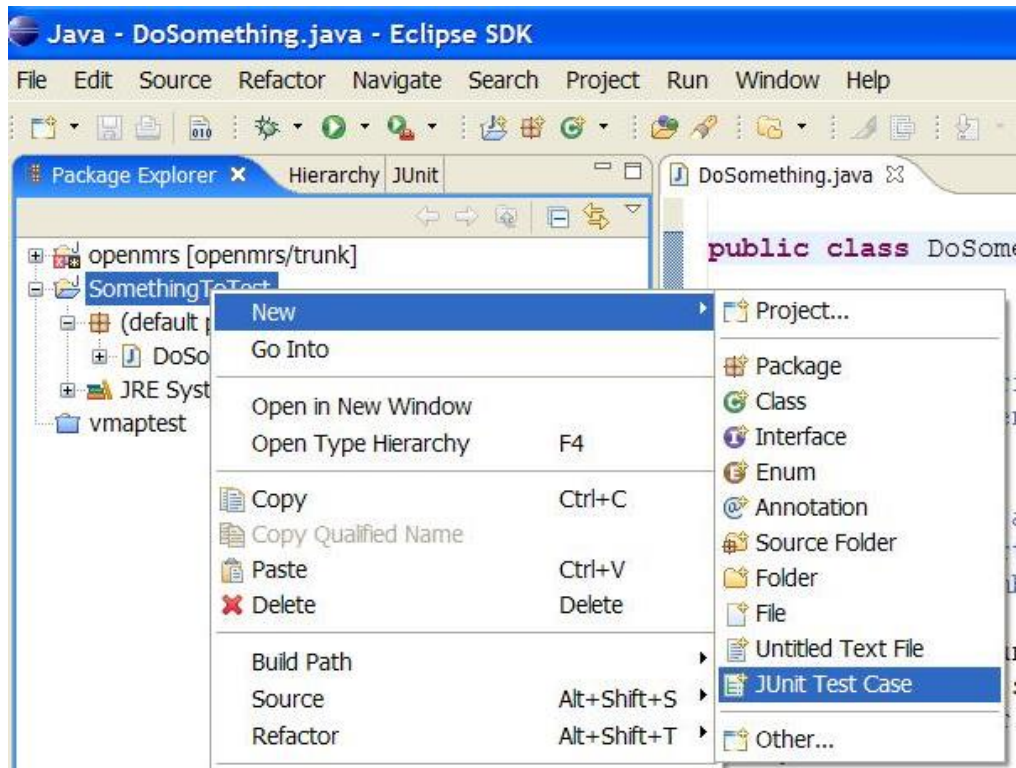 Java - DoSomething.java - Eclipse SDK
File Edit Source Refactor Navigate Search Project Run Window Help
Package Explorer Hierarchy JUnit
DoSomething.java
openmrs [openmrs/trunk]
SomethingToTest
(default
JRE
vmaptest
public class
New
Go Into
Open in New Window
Open Type Hierarchy F4
Copy Ctrl+C
Copy Qualified Name
Paste Ctrl+V
Delete Delete
Build Path
Source Alt+Shift+S
Refactor Alt+Shift+T
Project...
Package
Class
Interface
Enum
Annotation
Source Folder
Folder
File
Untitled Text File
JUnit Test Case
Other...